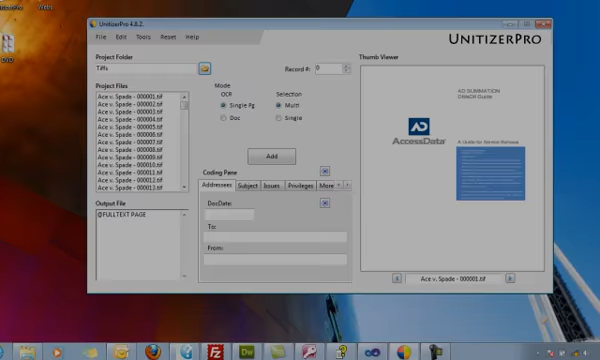 UnitizerPro 4.8.2.
File Edit Tools Reset Help
UNITIZERPRO
Project Folder
Tiffs
Record #: 0
Thumb Viewer
Project Files
Ace v. Spade - 000001.tif
Ace v. Spade - 000002.tif
Ace v. Spade - 000003.tif
Ace v. Spade - 000004.tif
Ace v. Spade - 000005.tif
Ace v. Spade - 000006.tif
Ace v. Spade - 000007.tif
Ace v. Spade - 000008.tif
Ace v. Spade - 000009.tif
Ace v. Spade - 000010.tif
Ace v. Spade - 000011.tif
Ace v. Spade - 000012.tif
Ace v. Spade - 000013.tif
Mode
OCR
Single Pg
Doc
Selection
Multi
Single
Add
AD SUMMATION
AD
AccessData
Coding Pane
Addressees Subject Issues Privileges More
DocDate:
To:
From:
Output File
@FULLTEXT PAGE
Ace v. Spade - 000001.tif
Fz
Dw